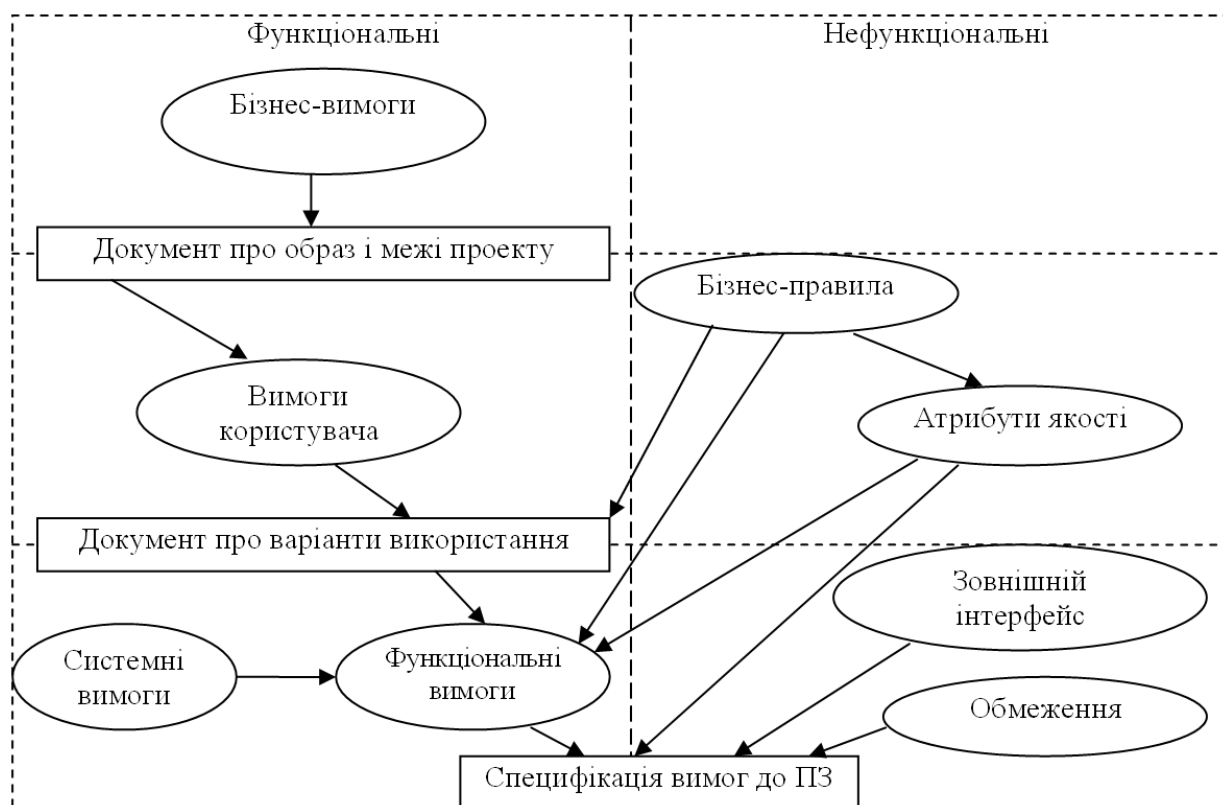 Функціональні
Нефункціональні
Бізнес-вимоги
Документ про образ і межі проекту
Бізнес-правила
Вимоги
користувача
Атрибути якості
Документ про варіанти використання
Зовнішній
інтерфейс
Системні
вимоги
Функціональні
вимоги
Обмеження
Специфікація вимог до ПЗ